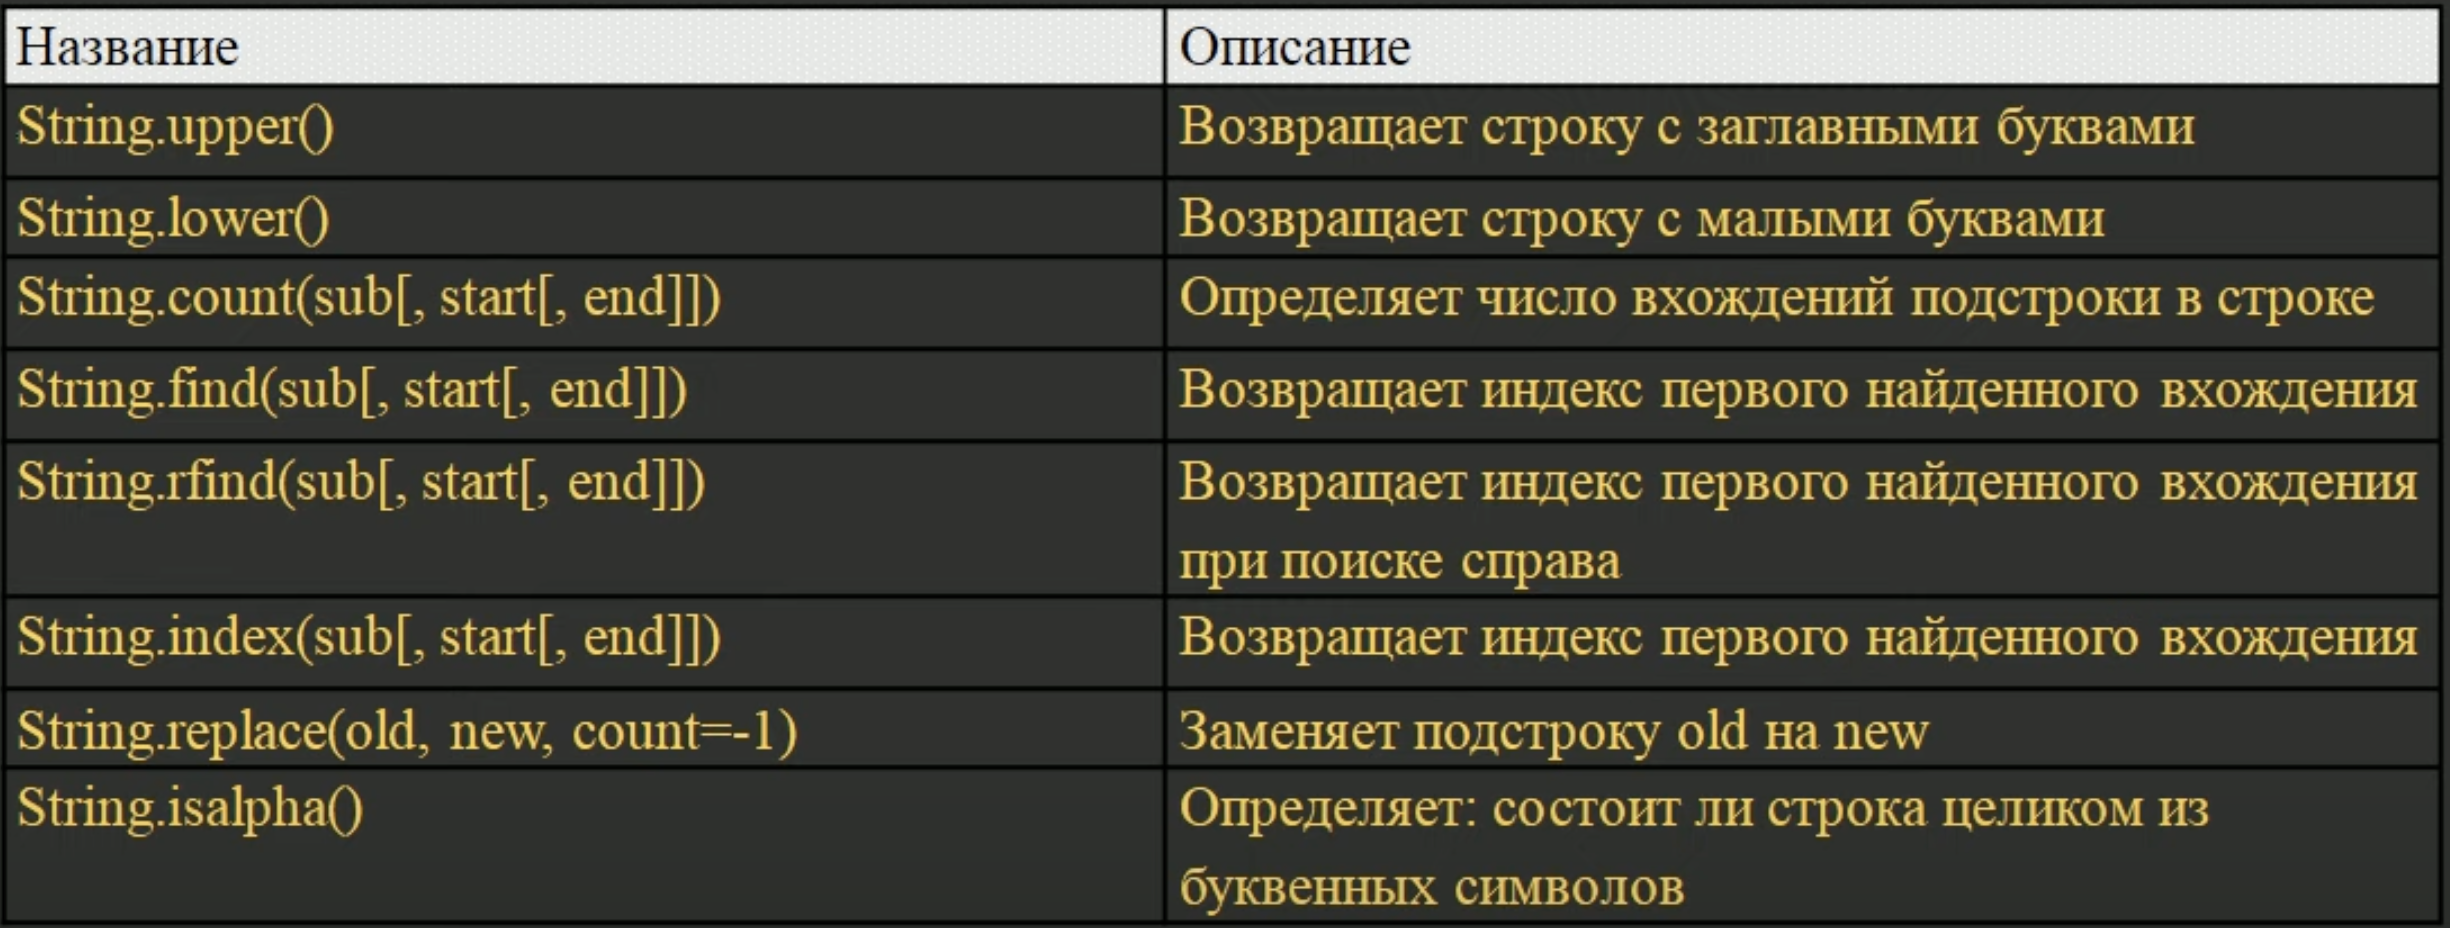 Название Описание
String.upper() Возвращает строку с заглавными буквами
String.lower() Возвращает строку с малыми буквами
String.count(sub[, start[, end]]) Определяет число вхождений подстроки в строке
String.find(sub[, start[, end]]) Возвращает индекс первого найденного вхождения
String.rfind(sub[, start[, end]]) Возвращает индекс первого найденного вхождения
при поиске справа
String.index(sub[, start[, end]]) Возвращает индекс первого найденного вхождения
String.replace(old, new, count=-1) Заменяет подстроку old на new
String.isalpha() Определяет: состоит ли строка целиком из
буквенных символов